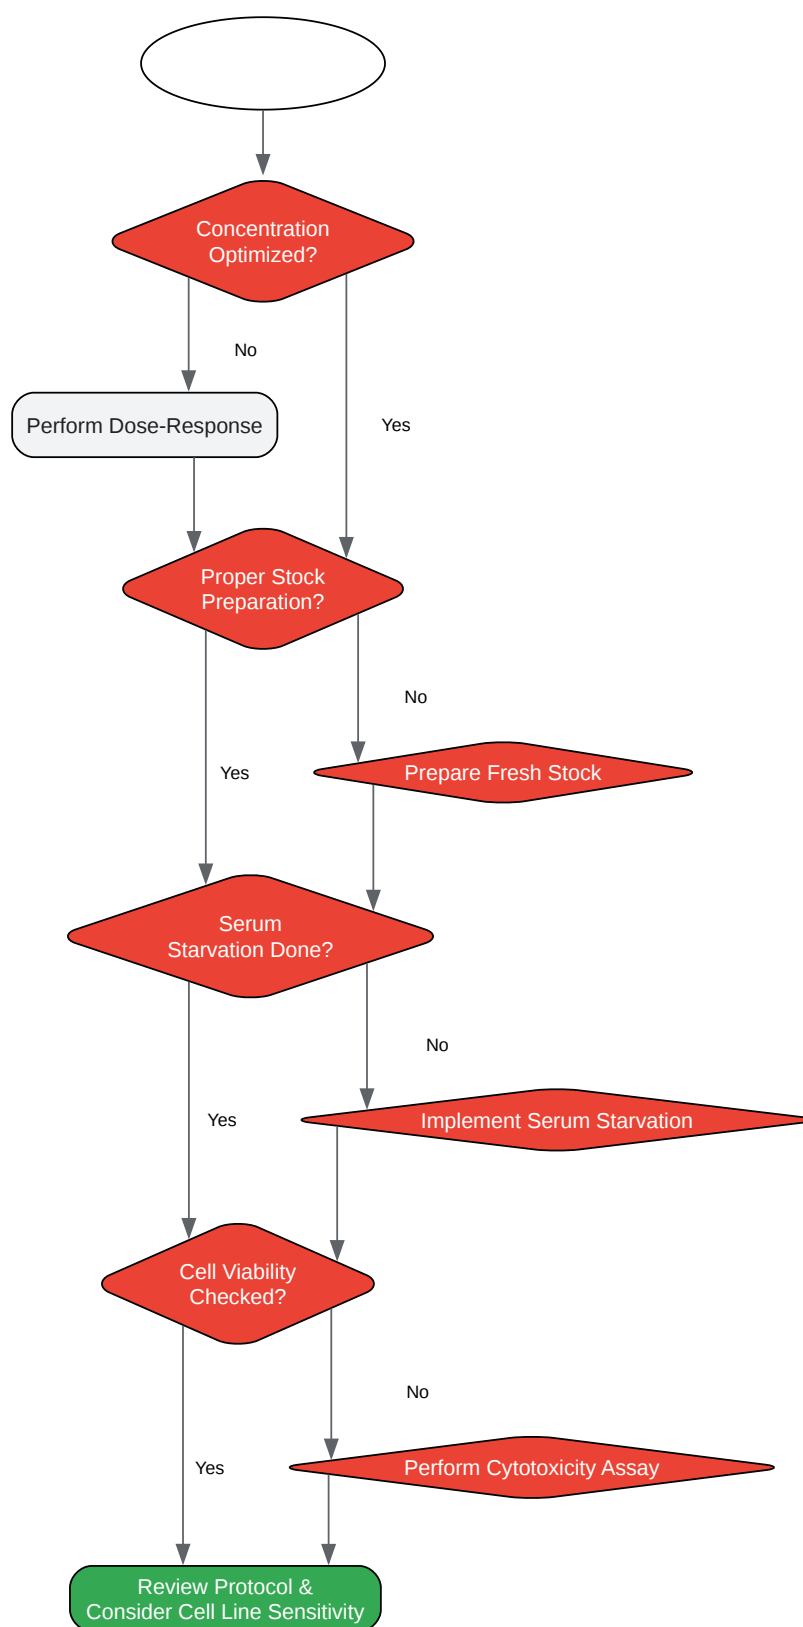 Concentration
Optimized?
No
Perform Dose-Response
Yes
Proper Stock
Preparation?
No
Yes
Prepare Fresh Stock
Serum
Starvation Done?
No
Yes
Implement Serum Starvation
Cell Viability
Checked?
No
Yes
Perform Cytotoxicity Assay
Review Protocol &
Consider Cell Line Sensitivity